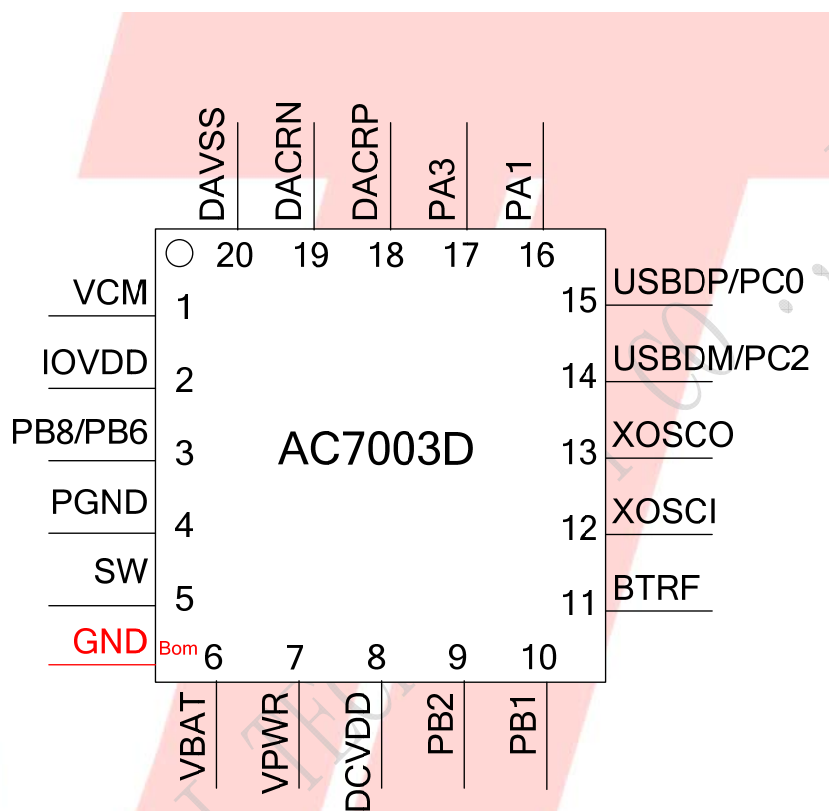 DAVSS
DACRN
DACRP
PA3
PA1
20
19
18
17
16
VCM
1
IOVDD
2
PB8/PB6
3
PGND
4
SW
5
GND
Bom
AC7003D
15
USBDP/PC0
14
USBDM/PC2
13
XOSCO
12
XOSCI
11
BTRF
6
7
8
9
10
VBAT
VPWR
DCVDD
PB2
PB1
CO .,